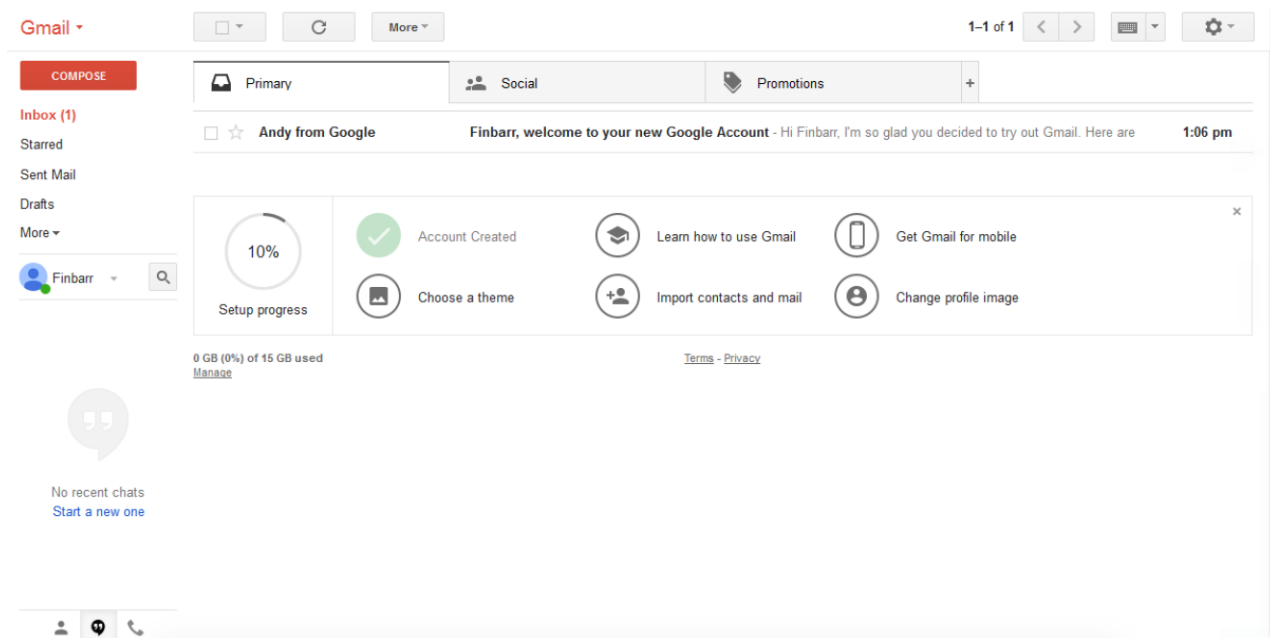 Gmail
More
1–1 of 1
COMPOSE
Primary
Social
Promotions
+
Inbox (1)
Starred
Sent Mail
Drafts
More
Andy from Google
Finbarr, welcome to your new Google Account - Hi Finbarr, I'm so glad you decided to try out Gmail. Here are
1:06 pm
Finbarr
10%
Setup progress
Account Created
Learn how to use Gmail
Get Gmail for mobile
Choose a theme
Import contacts and mail
Change profile image
0 GB (0%) of 15 GB used
Manage
Terms - Privacy
No recent chats
Start a new one